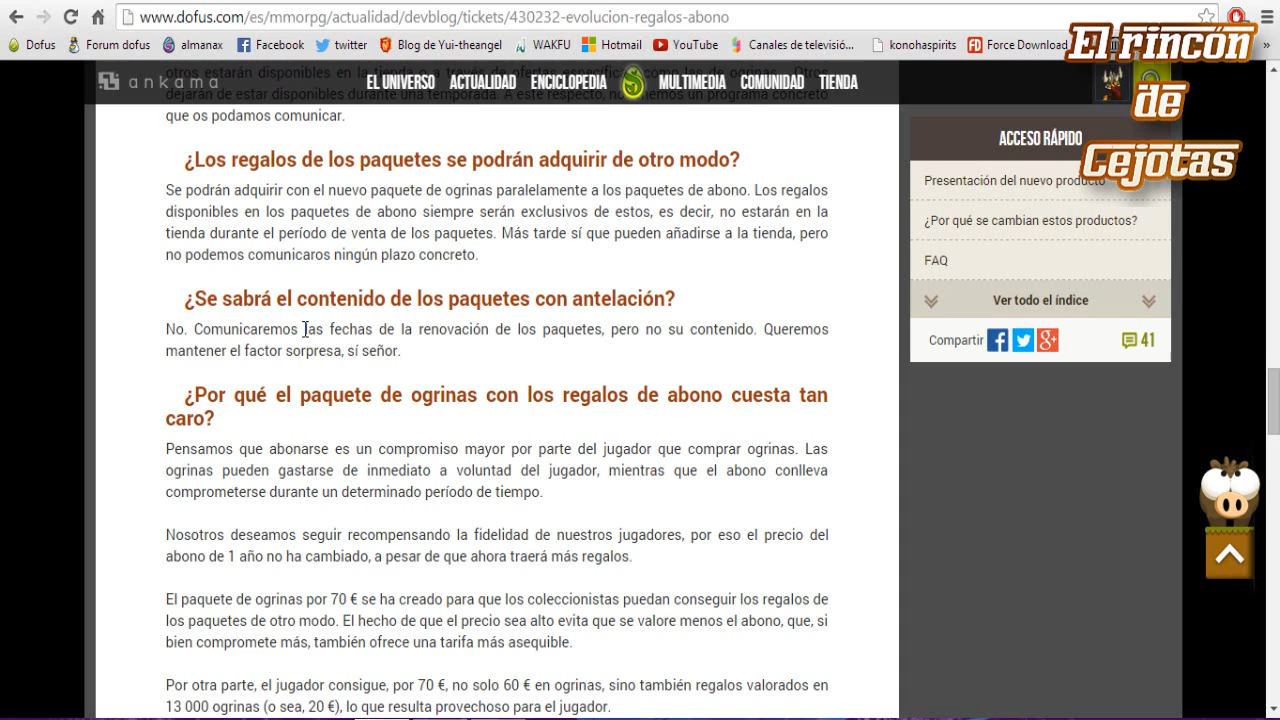 www.dofus.com/es/mmorpg/actualidad/devblog/tickets/430232-evolucion-regalos-abono
Dofus
Forum dofus
almanax
Facebook
twitter
Blog de Yui-theangel
WAKFU
Hotmail
YouTube
Canales de televisió...
konohaspirits
Force Download
»
El rincón
de
Cejotas
ankama
EL UNIVERSO
ACTUALIDAD
ENCICLOPEDIA
MULTIMEDIA
COMUNIDAD
TIENDA
que os podamos comunicar.
¿Los regalos de los paquetes se podrán adquirir de otro modo?
Se podrán adquirir con el nuevo paquete de ogrinas paralelamente a los paquetes de abono. Los regalos
disponibles en los paquetes de abono siempre serán exclusivos de estos, es decir, no estarán en la
tienda durante el período de venta de los paquetes. Más tarde sí que pueden añadirse a la tienda, pero
no podemos comunicaros ningún plazo concreto.
¿Se sabrá el contenido de los paquetes con antelación?
No. Comunicaremos las fechas de la renovación de los paquetes, pero no su contenido. Queremos
mantener el factor sorpresa, sí señor.
¿Por qué el paquete de ogrinas con los regalos de abono cuesta tan
caro?
Pensamos que abonarse es un compromiso mayor por parte del jugador que comprar ogrinas. Las
ogrinas pueden gastarse de inmediato a voluntad del jugador, mientras que el abono conlleva
comprometerse durante un determinado período de tiempo.
Nosotros deseamos seguir recompensando la fidelidad de nuestros jugadores, por eso el precio del
abono de 1 año no ha cambiado, a pesar de que ahora traerá más regalos.
El paquete de ogrinas por 70 € se ha creado para que los coleccionistas puedan conseguir los regalos de
los paquetes de otro modo. El hecho de que el precio sea alto evita que se valore menos el abono, que, si
bien compromete más, también ofrece una tarifa más asequible.
Por otra parte, el jugador consigue, por 70 €, no solo 60 € en ogrinas, sino también regalos valorados en
13 000 ogrinas (o sea, 20 €), lo que resulta provechoso para el jugador.
ACCESO RÁPIDO
Presentación del nuevo producto
¿Por qué se cambian estos productos?
FAQ
Ver todo el índice
Compartir
41